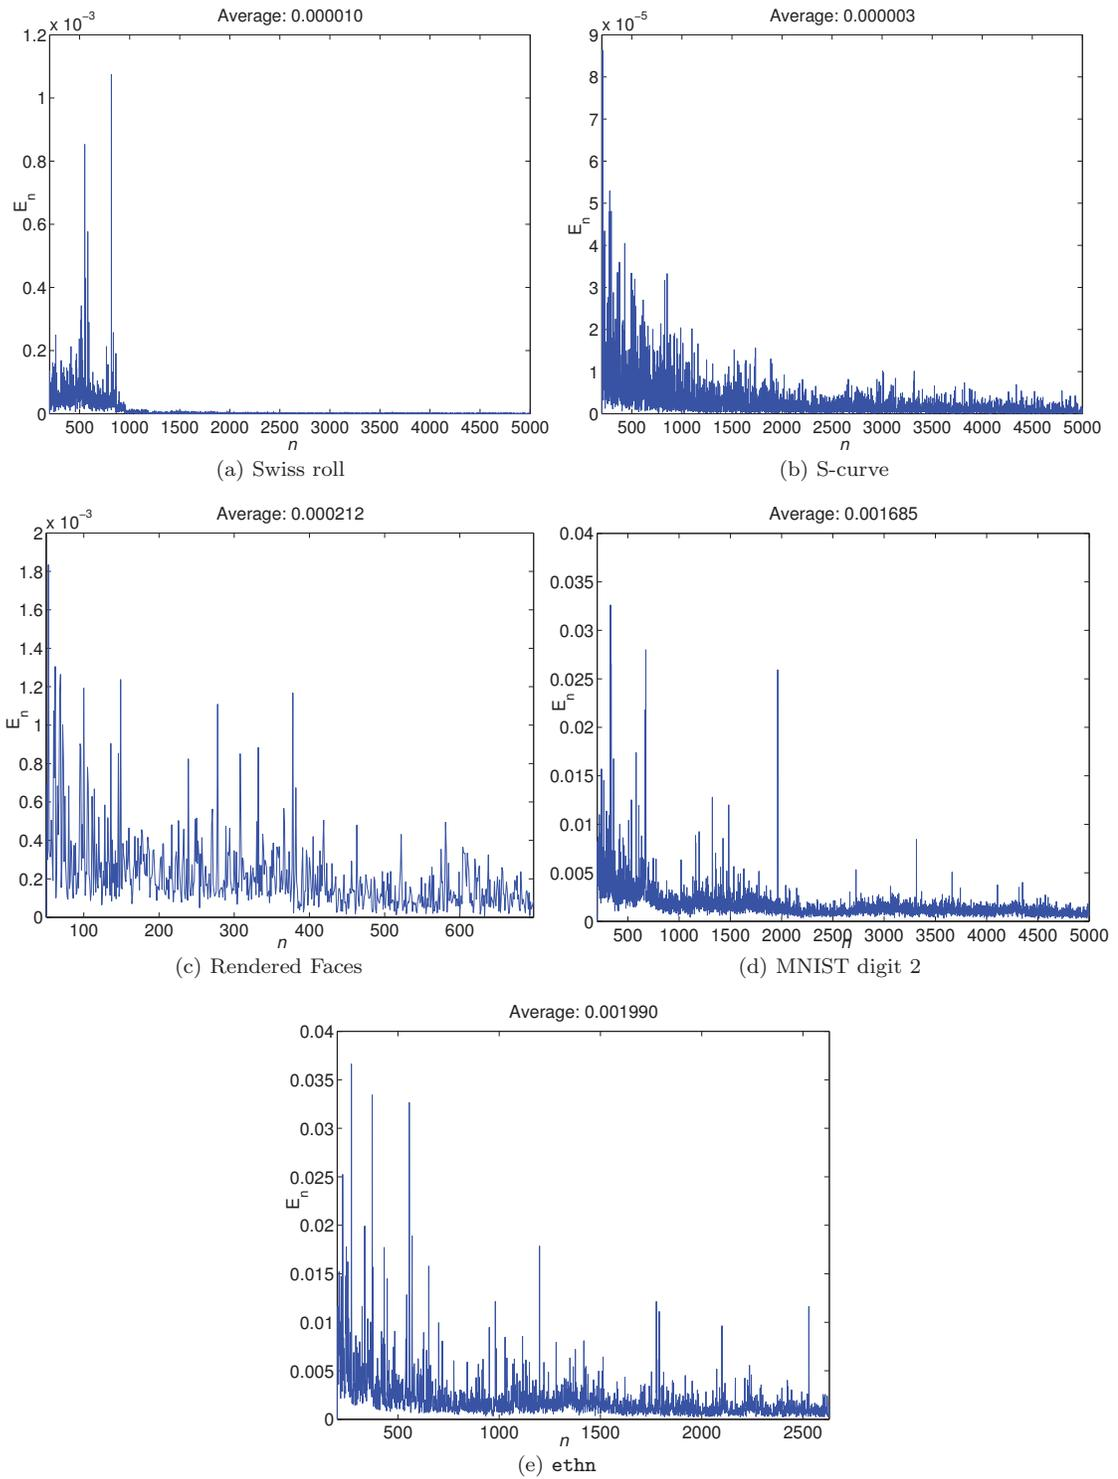 Average: 0.000010
x 10⁻³
1.2
1
0.8
0.6
0.4
0.2
0
Eₙ
500 1000 1500 2000 2500 3000 3500 4000 4500 5000
n
(a) Swiss roll
Average: 0.000003
x 10⁻⁵
9
8
7
6
5
4
3
2
1
0
Eₙ
500 1000 1500 2000 2500 3000 3500 4000 4500 5000
n
(b) S-curve
Average: 0.000212
x 10⁻³
2
1.8
1.6
1.4
1.2
1
0.8
0.6
0.4
0.2
0
Eₙ
100 200 300 400 500 600
n
(c) Rendered Faces
Average: 0.001685
0.04
0.035
0.03
0.025
0.02
0.015
0.01
0.005
0
Eₙ
500 1000 1500 2000 2500 3000 3500 4000 4500 5000
n
(d) MNIST digit 2
Average: 0.001990
0.04
0.035
0.03
0.025
0.02
0.015
0.01
0.005
0
Eₙ
500 1000 1500 2000 2500
n
(e) ethn